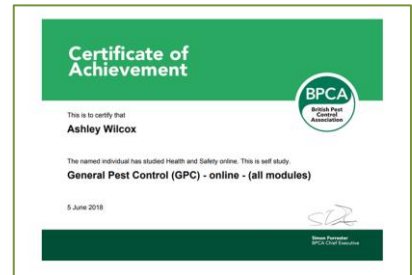 Certificate of
Achievement
BPCA
British Pest
Control
Association
This is to certify that
Ashley Wilcox
The named individual has studied Health and Safety online. This is self study.
General Pest Control (GPC) - online - (all modules)
5 June 2018
Simon Forrester
BPCA Chief Executive